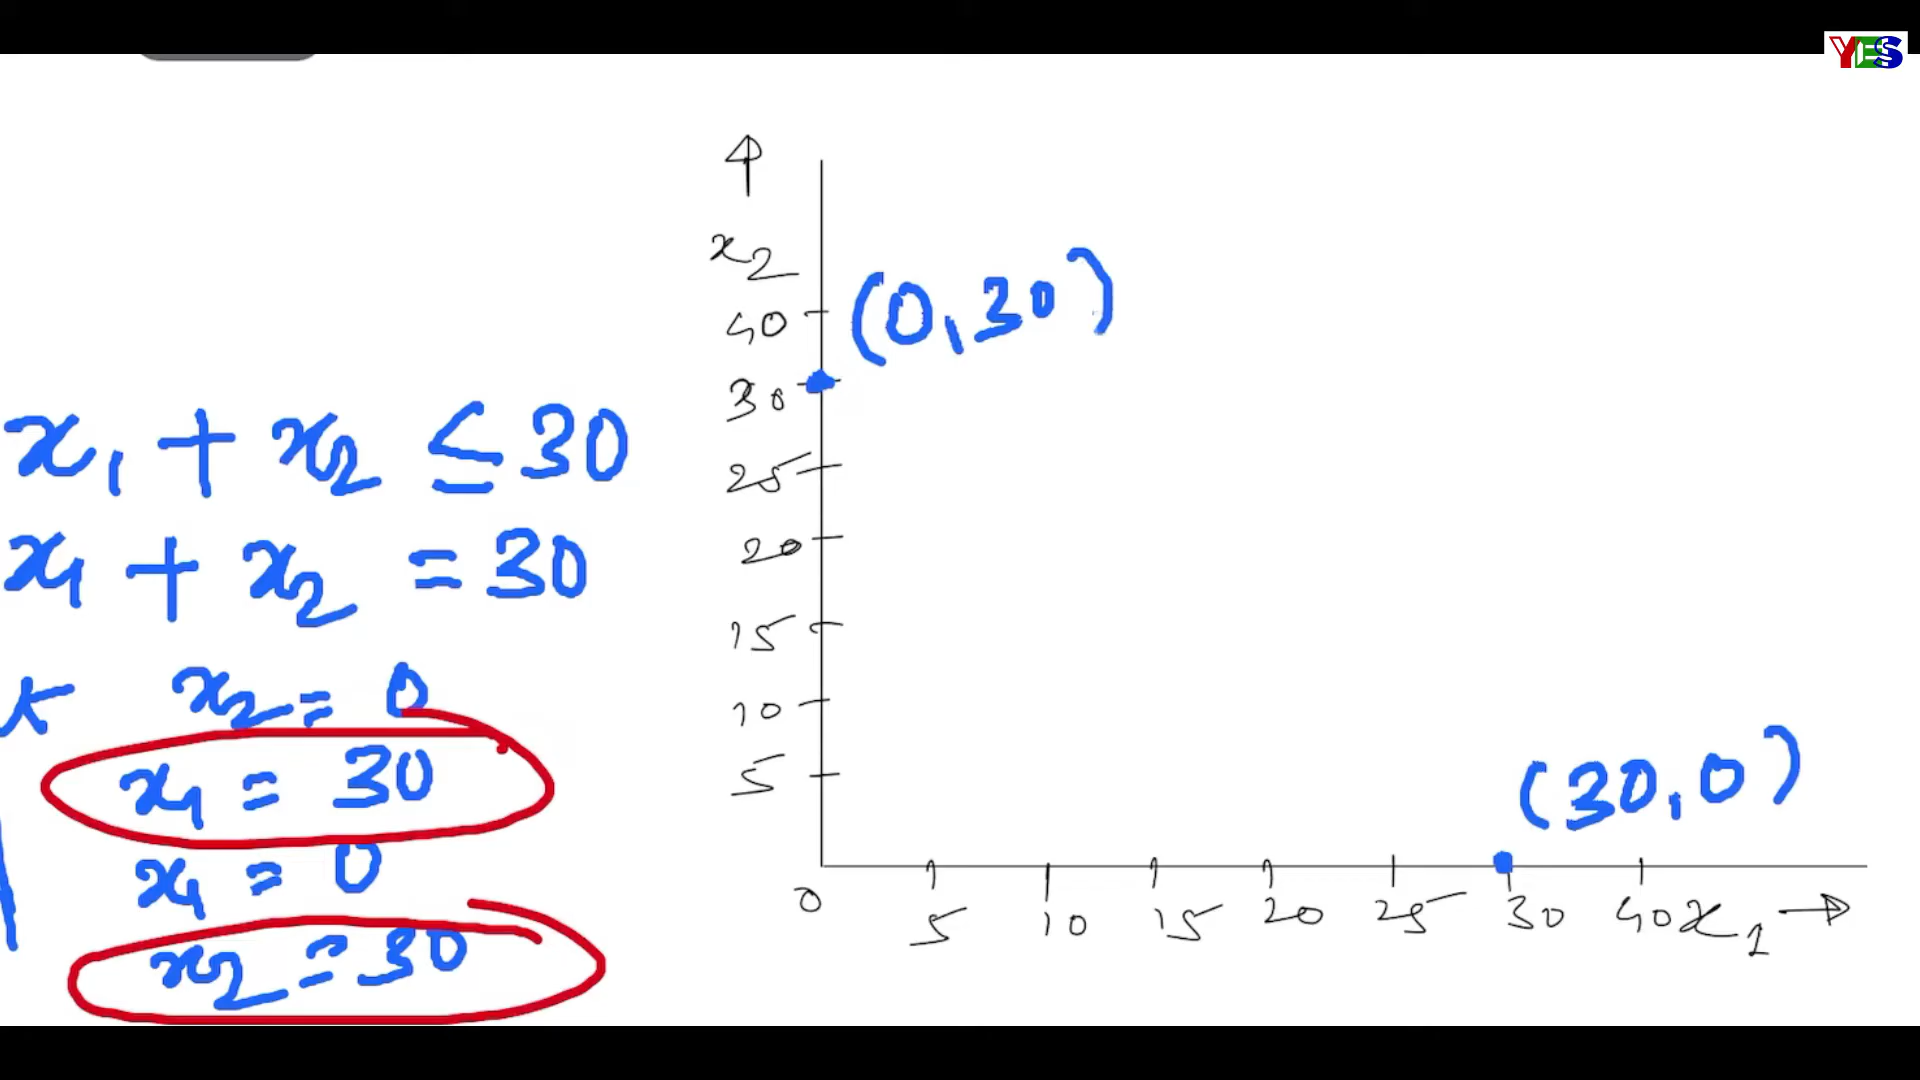 YES
x₁ + x₂ ≤ 30
x₁ + x₂ = 30
x₂ = 0
x₁ = 30
x₁ = 0
x₂ = 30
x₂
40
(0, 30)
30
25
20
15
10
5
(30, 0)
0 5 10 15 20 25 30 40 x₁